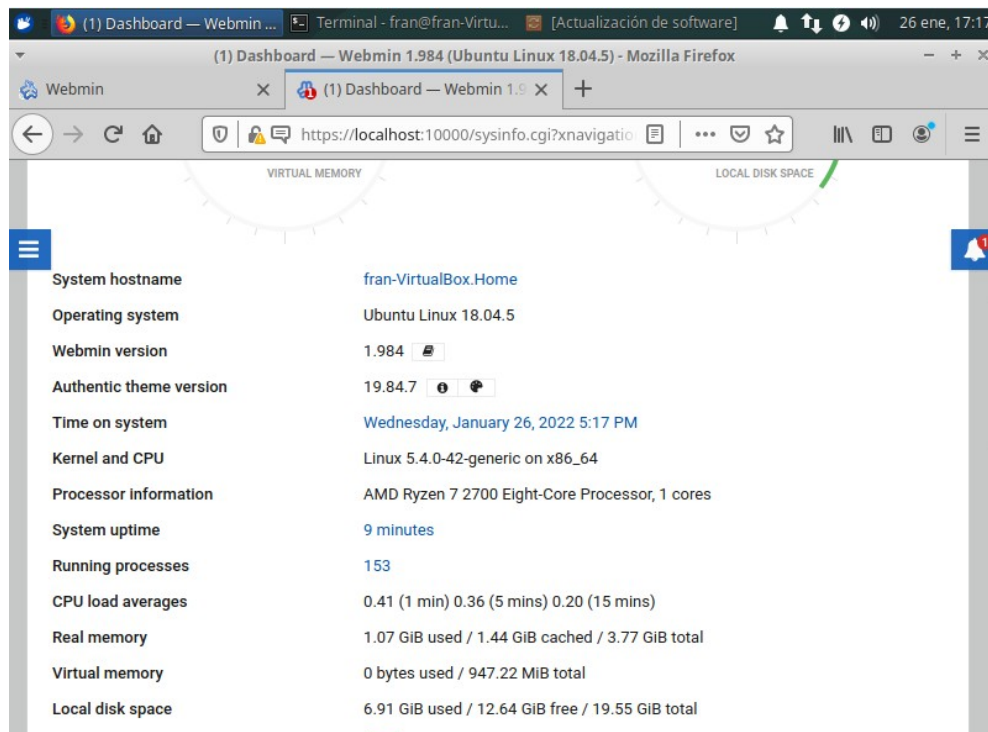 (1) Dashboard — Webmin ... Terminal - fran@fran-Virtu... [Actualización de software] 26 ene, 17:17
(1) Dashboard — Webmin 1.984 (Ubuntu Linux 18.04.5) - Mozilla Firefox
Webmin (1) Dashboard — Webmin 1.9
https://localhost:10000/sysinfo.cgi?xnavigatio
VIRTUAL MEMORY LOCAL DISK SPACE
1
System hostname fran-VirtualBox.Home
Operating system Ubuntu Linux 18.04.5
Webmin version 1.984
Authentic theme version 19.84.7
Time on system Wednesday, January 26, 2022 5:17 PM
Kernel and CPU Linux 5.4.0-42-generic on x86_64
Processor information AMD Ryzen 7 2700 Eight-Core Processor, 1 cores
System uptime 9 minutes
Running processes 153
CPU load averages 0.41 (1 min) 0.36 (5 mins) 0.20 (15 mins)
Real memory 1.07 GiB used / 1.44 GiB cached / 3.77 GiB total
Virtual memory 0 bytes used / 947.22 MiB total
Local disk space 6.91 GiB used / 12.64 GiB free / 19.55 GiB total